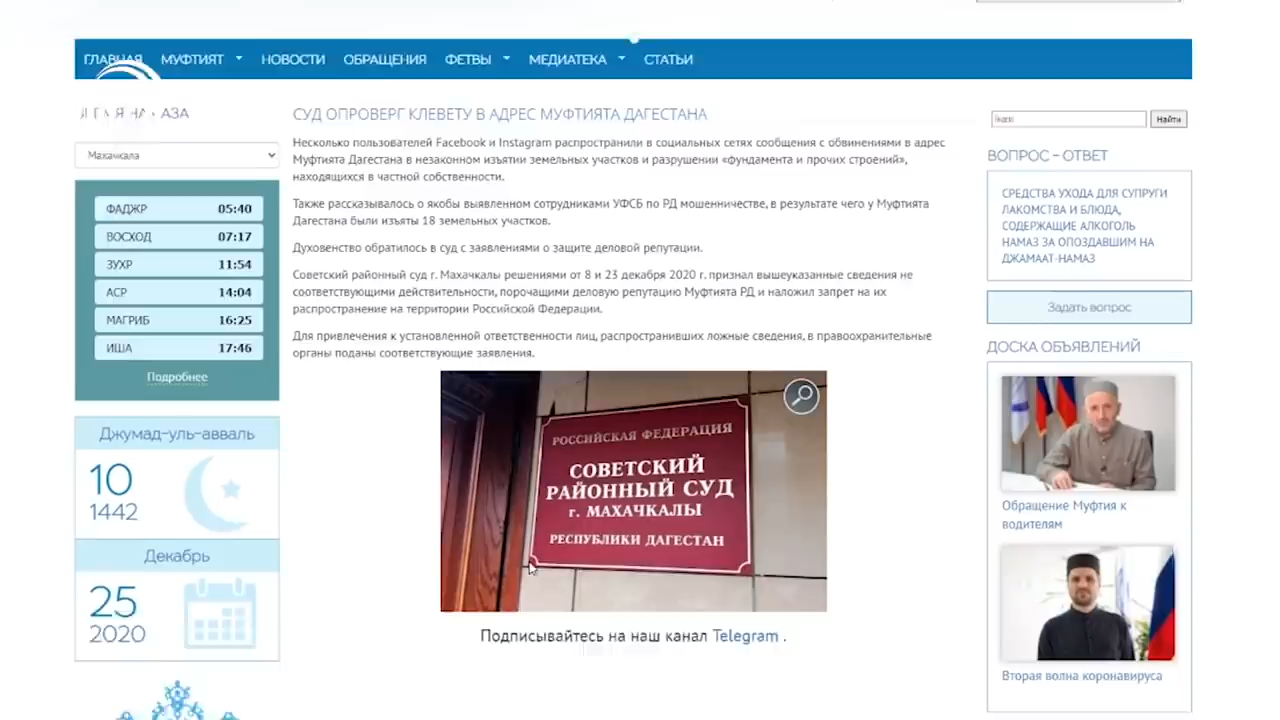 ГЛАВНАЯ МУФТИЯТ НОВОСТИ ОБРАЩЕНИЯ ФЕТВЫ МЕДИАТЕКА СТАТЬИ
Махачкала
ФАДЖР 05:40
ВОСХОД 07:17
ЗУХР 11:54
АСР 14:04
МАГРИБ 16:25
ИША 17:46
Подробнее
Джумад-уль-авваль
10
1442
Декабрь
25
2020
СУД ОПРОВЕРГ КЛЕВЕТУ В АДРЕС МУФТИЯТА ДАГЕСТАНА
Несколько пользователей Facebook и Instagram распространили в социальных сетях сообщения с обвинениями в адрес
Муфтията Дагестана в незаконном изъятии земельных участков и разрушении «фундамента и прочих строений»,
находящихся в частной собственности.
Также рассказывалось о якобы выявленном сотрудниками УФСБ по РД мошенничестве, в результате чего у Муфтията
Дагестана были изъяты 18 земельных участков.
Духовенство обратилось в суд с заявлениями о защите деловой репутации.
Советский районный суд г. Махачкалы решениями от 8 и 23 декабря 2020 г. признал вышеуказанные сведения не
соответствующими действительности, порочащими деловую репутацию Муфтията РД и наложил запрет на их
распространение на территории Российской Федерации.
Для привлечения к установленной ответственности лиц, распространивших ложные сведения, в правоохранительные
органы поданы соответствующие заявления.
РОССИЙСКАЯ ФЕДЕРАЦИЯ
СОВЕТСКИЙ
РАЙОННЫЙ СУД
г. МАХАЧКАЛЫ
РЕСПУБЛИКИ ДАГЕСТАН
Подписывайтесь на наш канал Telegram .
Найти
ВОПРОС - ОТВЕТ
СРЕДСТВА УХОДА ДЛЯ СУПРУГИ
ЛАКОМСТВА И БЛЮДА,
СОДЕРЖАЩИЕ АЛКОГОЛЬ
НАМАЗ ЗА ОПОЗДАВШИМ НА
ДЖАМААТ-НАМАЗ
Задать вопрос
ДОСКА ОБЪЯВЛЕНИЙ
Обращение Муфтия к
водителям
Вторая волна коронавируса